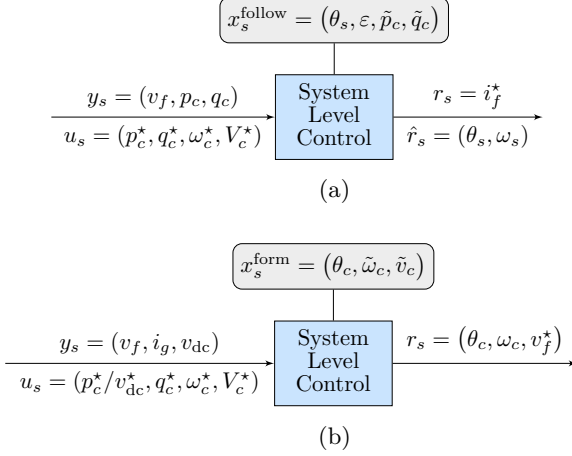 x_s^follow = (θ_s, ε, p̃_c, q̃_c)
y_s = (v_f, p_c, q_c)
u_s = (p_c^⋆, q_c^⋆, ω_c^⋆, V_c^⋆)
System
Level
Control
r_s = i_f^⋆
r̂_s = (θ_s, ω_s)
(a)
x_s^form = (θ_c, ω̃_c, ṽ_c)
y_s = (v_f, i_g, v_dc)
u_s = (p_c^⋆/v_dc^⋆, q_c^⋆, ω_c^⋆, V_c^⋆)
System
Level
Control
r_s = (θ_c, ω_c, v_f^⋆)
(b)